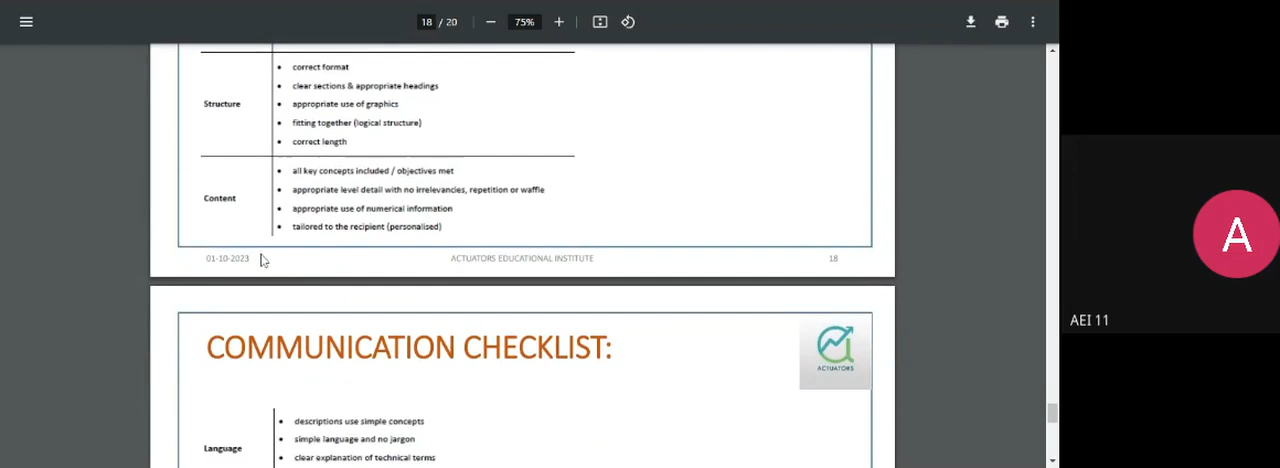 18 / 20
75%
correct format
clear sections & appropriate headings
Structure
appropriate use of graphics
fitting together (logical structure)
correct length
all key concepts included / objectives met
appropriate level detail with no irrelevancies, repetition or waffle
Content
appropriate use of numerical information
tailored to the recipient (personalised)
01-10-2023 ACTUATORS EDUCATIONAL INSTITUTE 18
A
AEI 11
COMMUNICATION CHECKLIST:
ACTUATORS
descriptions use simple concepts
simple language and no jargon
Language
clear explanation of technical terms